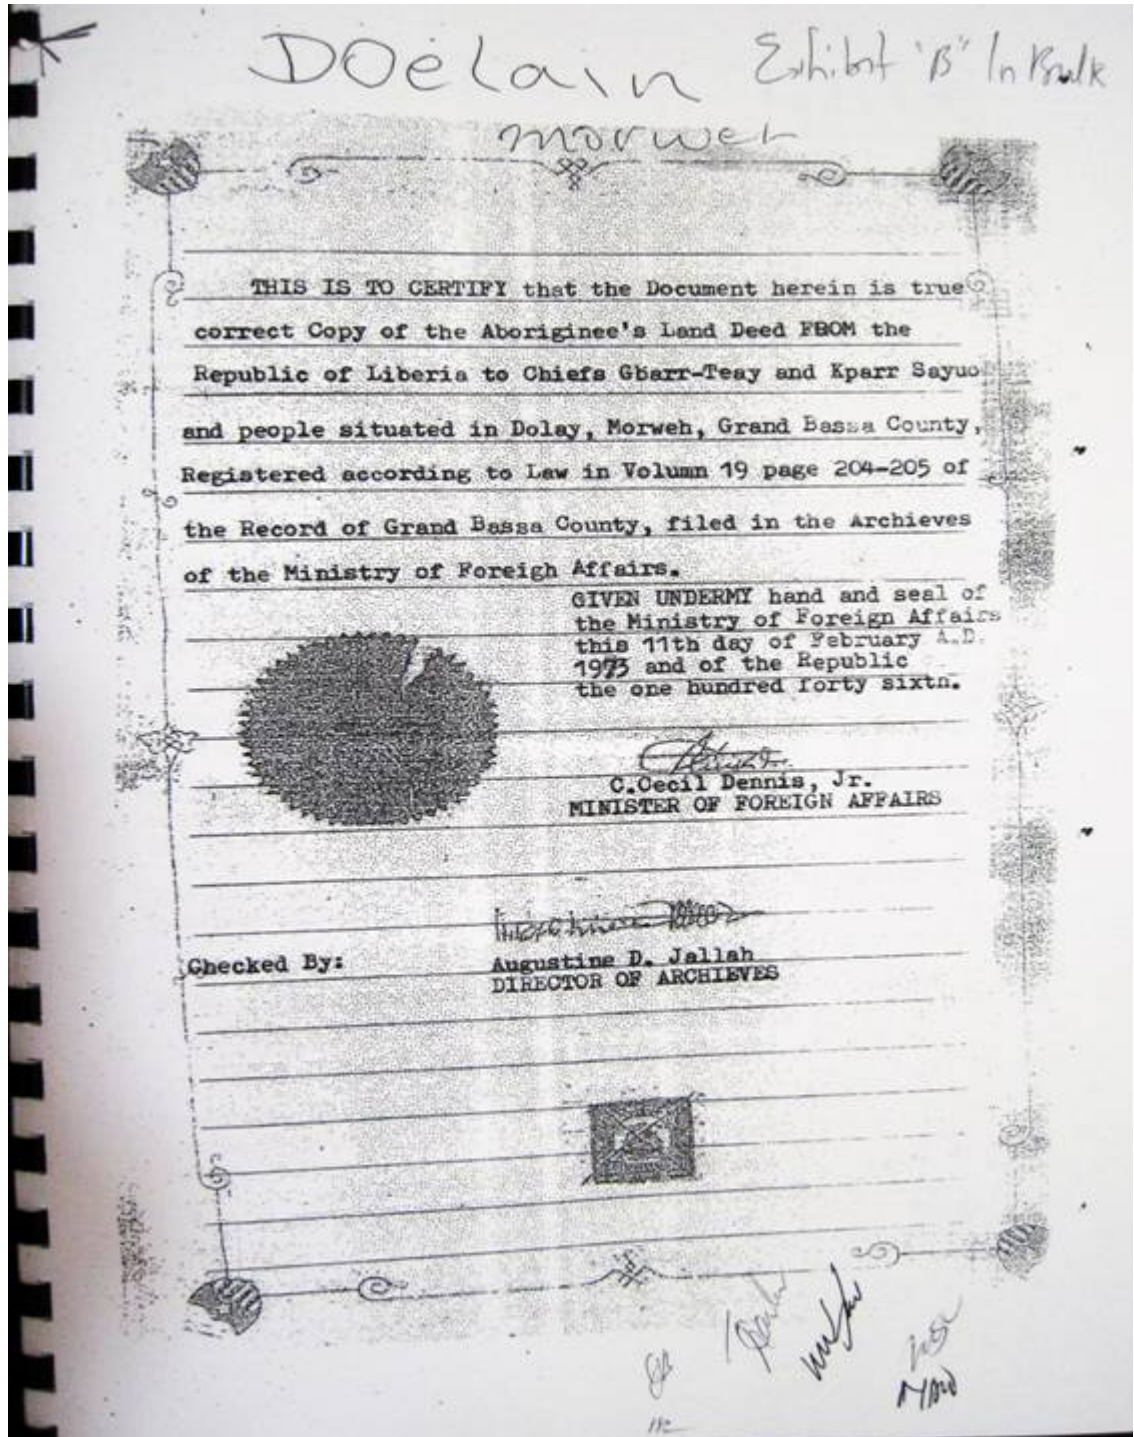 DOelain Exhibit "B" In Bulk
morweh
THIS IS TO CERTIFY that the Document herein is true
correct Copy of the Aboriginee's Land Deed FROM the
Republic of Liberia to Chiefs Gbarr-Teay and Kparr Sayuo
and people situated in Dolay, Morweh, Grand Bassa County,
Registered according to Law in Volumn 19 page 204-205 of
the Record of Grand Bassa County, filed in the Archieves
of the Ministry of Foreigh Affairs.
GIVEN UNDERMY hand and seal of
the Ministry of Foreign Affairs
this 11th day of February A.D.
1973 and of the Republic
the one hundred forty sixth.
C.Cecil Dennis, Jr.
MINISTER OF FOREIGN AFFAIRS
Checked By: Augustine D. Jallah
DIRECTOR OF ARCHIEVES